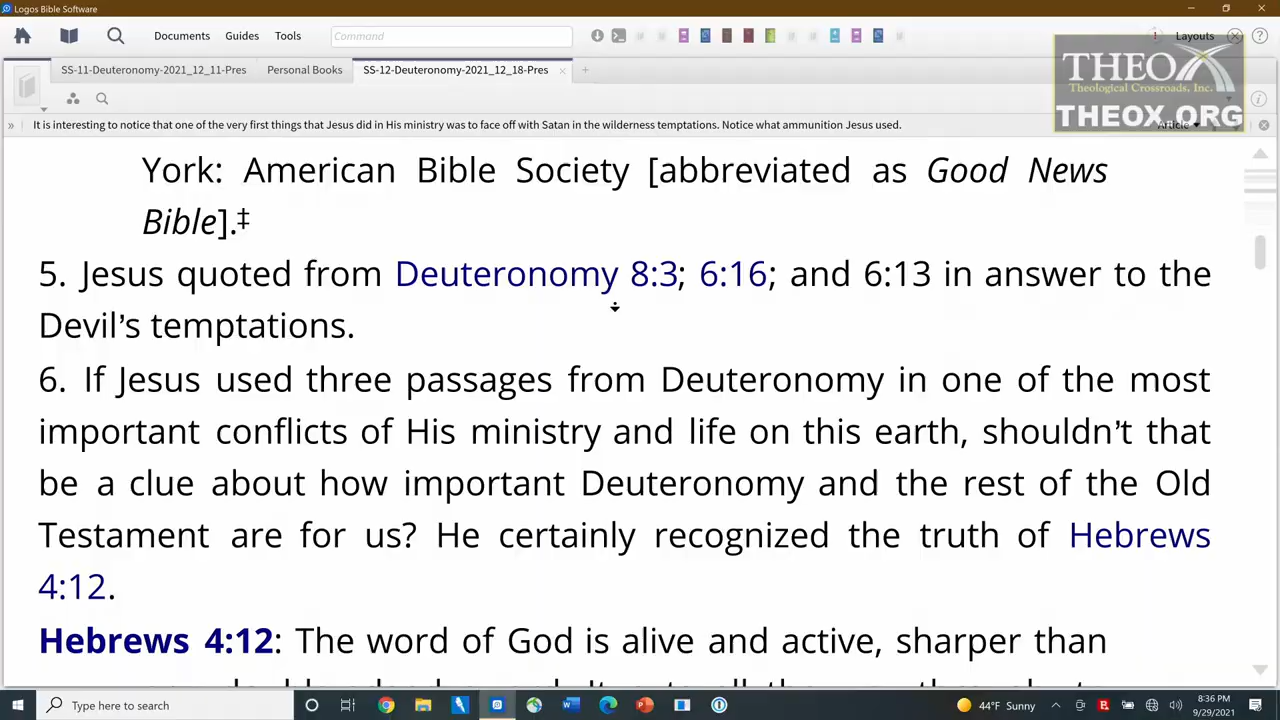 Logos Bible Software
Documents Guides Tools Command Layouts
SS-11-Deuteronomy-2021_12_11-Pres Personal Books SS-12-Deuteronomy-2021_12_18-Pres
THEOX
Theological Crossroads, Inc.
THEOX.ORG
It is interesting to notice that one of the very first things that Jesus did in His ministry was to face off with Satan in the wilderness temptations. Notice what ammunition Jesus used.
Article
York: American Bible Society [abbreviated as Good News
Bible].‡
5. Jesus quoted from Deuteronomy 8:3; 6:16; and 6:13 in answer to the
Devil's temptations.
6. If Jesus used three passages from Deuteronomy in one of the most
important conflicts of His ministry and life on this earth, shouldn't that
be a clue about how important Deuteronomy and the rest of the Old
Testament are for us? He certainly recognized the truth of Hebrews
4:12.
Hebrews 4:12: The word of God is alive and active, sharper than
Type here to search
44°F Sunny
8:36 PM
9/29/2021